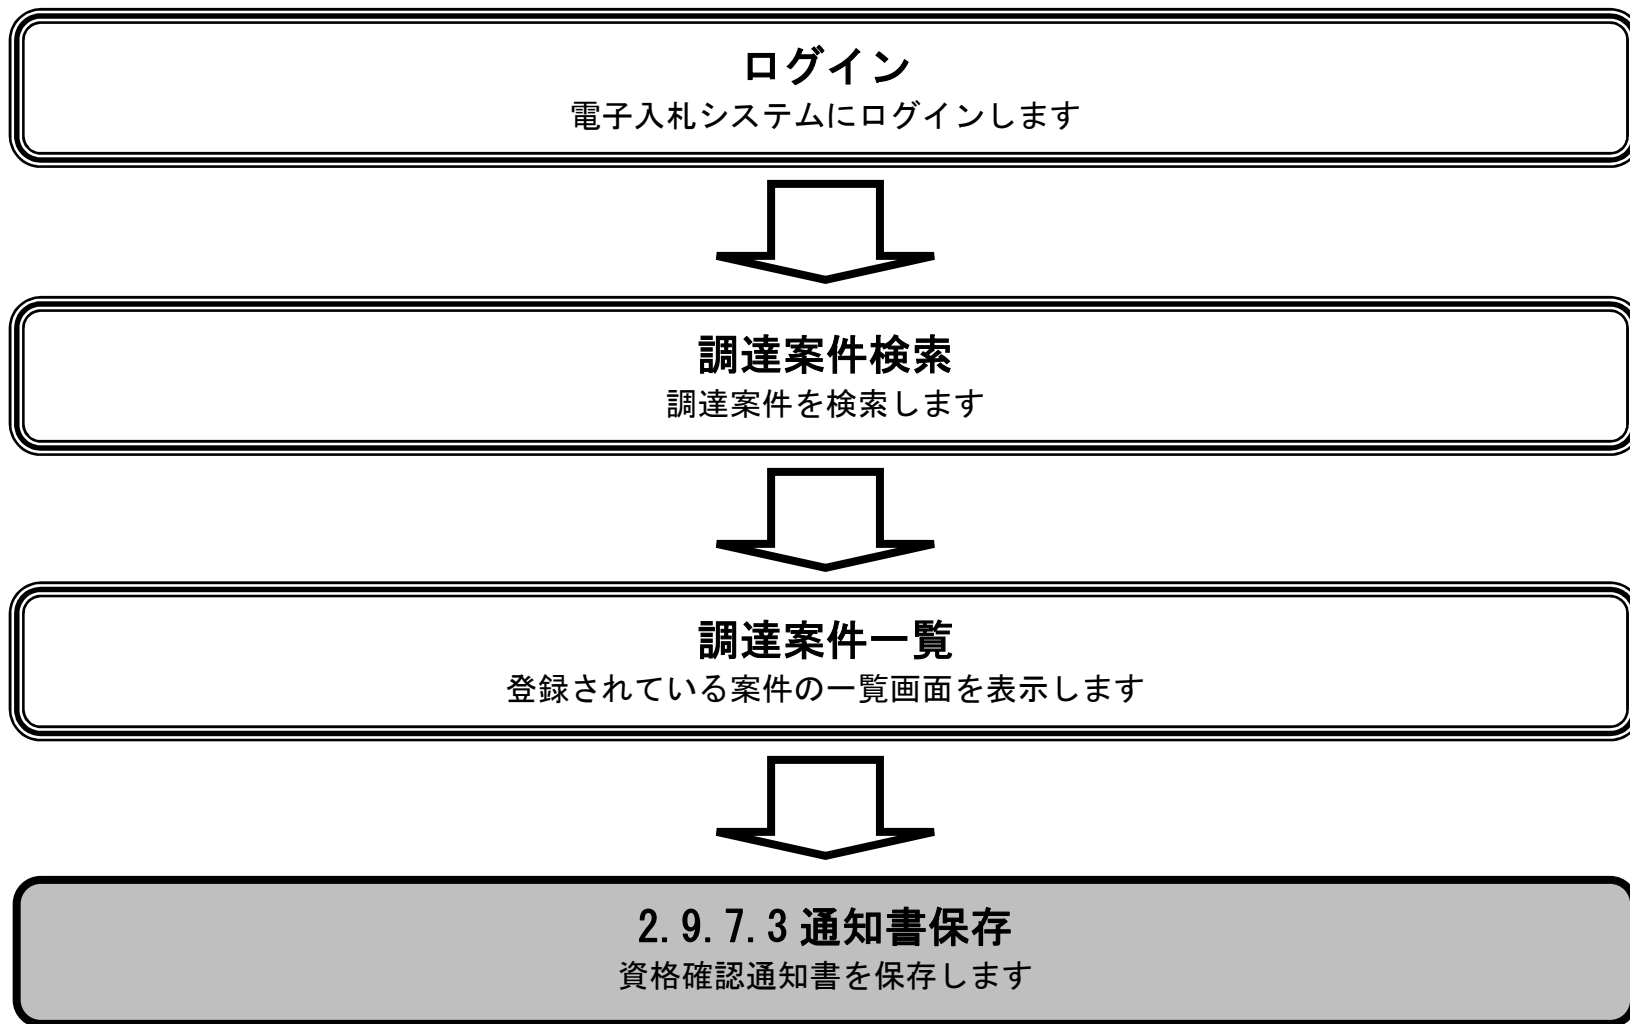 ログイン
電子入札システムにログインします
調達案件検索
調達案件を検索します
調達案件一覧
登録されている案件の一覧画面を表示します
2.9.7.3 通知書保存
資格確認通知書を保存します